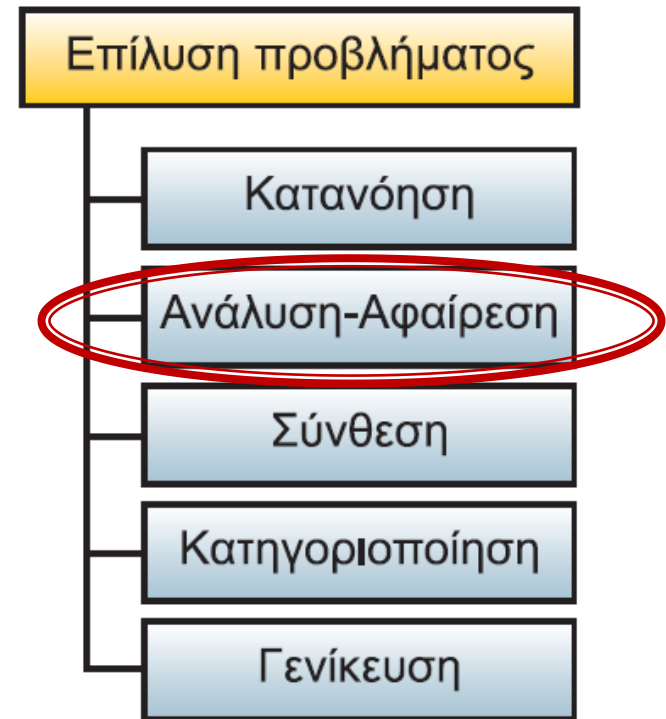 Επίλυση προβλήματος
Κατανόηση
Ανάλυση-Αφαίρεση
Σύνθεση
Κατηγοριοποίηση
Γενίκευση